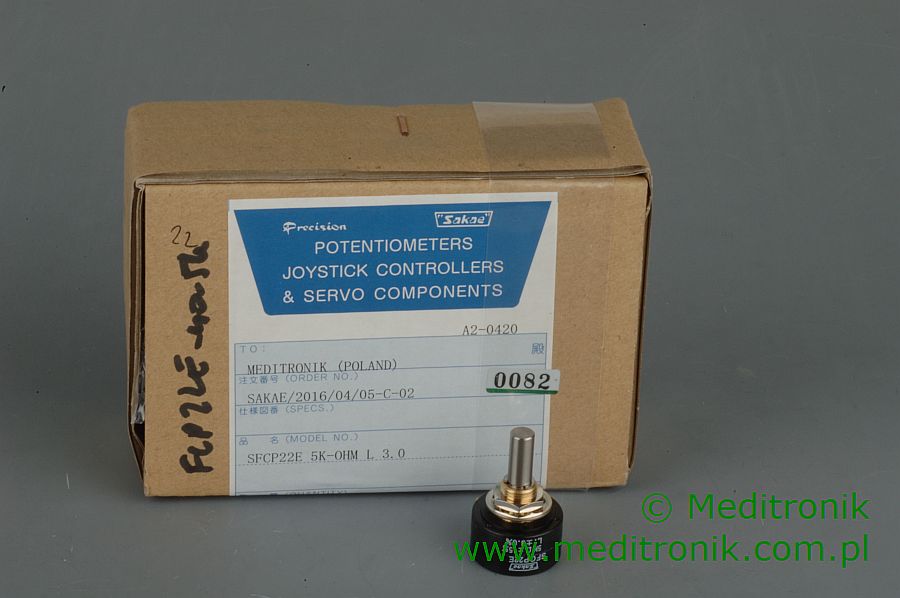 Precision "Sakae"
POTENTIOMETERS
JOYSTICK CONTROLLERS
& SERVO COMPONENTS
A2-0420
TO: 殿
MEDITRONIK (POLAND)
注文番号 (ORDER NO.)
0082
SAKAE/2016/04/05-C-02
仕様図番 (SPECS.)
品 名 (MODEL NO.)
SFCP22E 5K-OHM L 3.0
22
"Sakae"
SFCP22E
© Meditronik
www.meditronik.com.pl